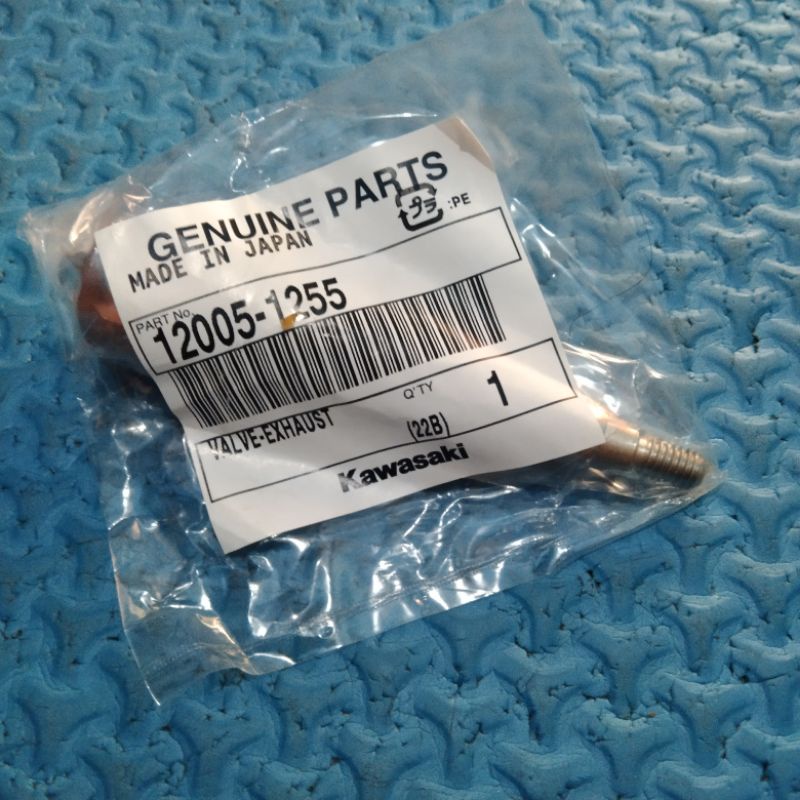 GENUINE PARTS
プラ :PE
MADE IN JAPAN
PART No.
12005-1255
Q'TY 1
VALVE-EXHAUST (22B)
Kawasaki